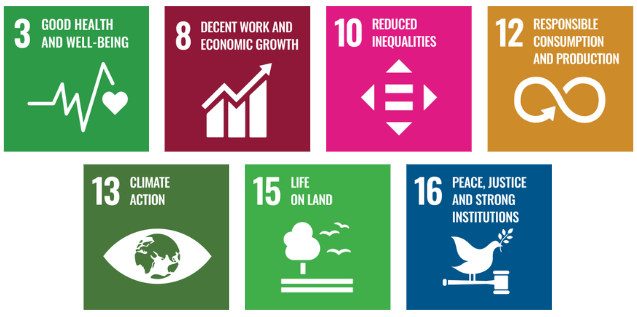 3 GOOD HEALTH
AND WELL-BEING
8 DECENT WORK AND
ECONOMIC GROWTH
10 REDUCED
INEQUALITIES
12 RESPONSIBLE
CONSUMPTION
AND PRODUCTION
13 CLIMATE
ACTION
15 LIFE
ON LAND
16 PEACE, JUSTICE
AND STRONG
INSTITUTIONS